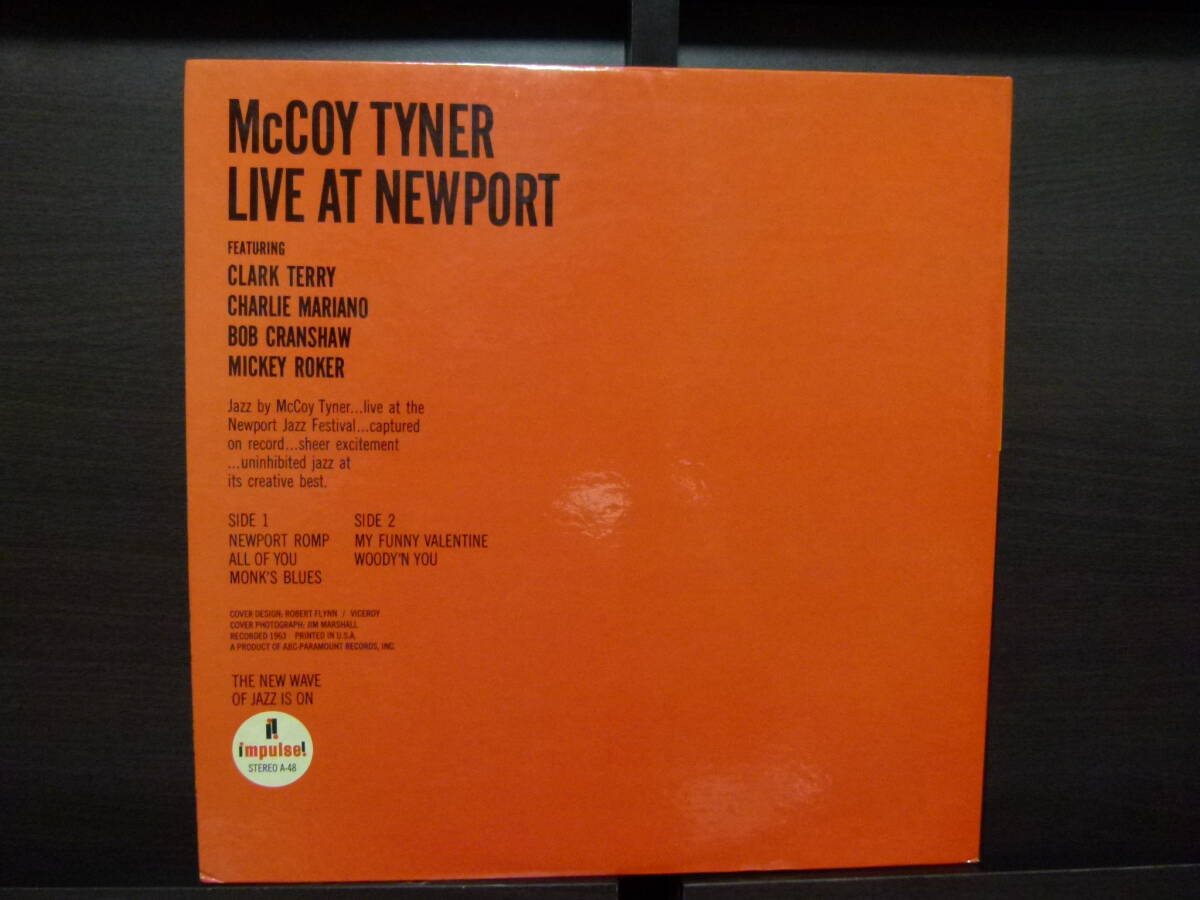 McCOY TYNER
LIVE AT NEWPORT
FEATURING
CLARK TERRY
CHARLIE MARIANO
BOB CRANSHAW
MICKEY ROKER
Jazz by McCoy Tyner...live at the
Newport Jazz Festival...captured
on record...sheer excitement
...uninhibited jazz at
its creative best.
SIDE 1
NEWPORT ROMP
ALL OF YOU
MONK'S BLUES
SIDE 2
MY FUNNY VALENTINE
WOODY'N YOU
COVER DESIGN: ROBERT FLYNN / VICEROY
COVER PHOTOGRAPH: JIM MARSHALL
RECORDED 1963 PRINTED IN U.S.A.
A PRODUCT OF ABC-PARAMOUNT RECORDS, INC.
THE NEW WAVE
OF JAZZ IS ON
impulse!
STEREO A-48